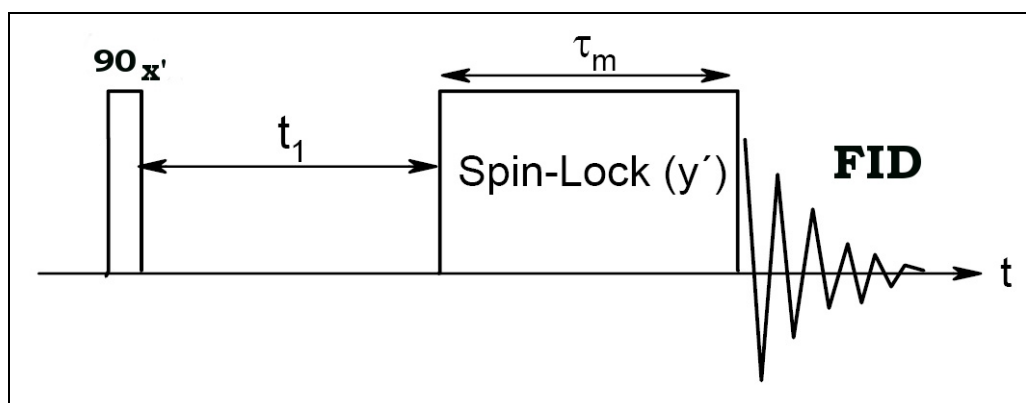 90x'
τm
t1
Spin-Lock (y´)
FID
t